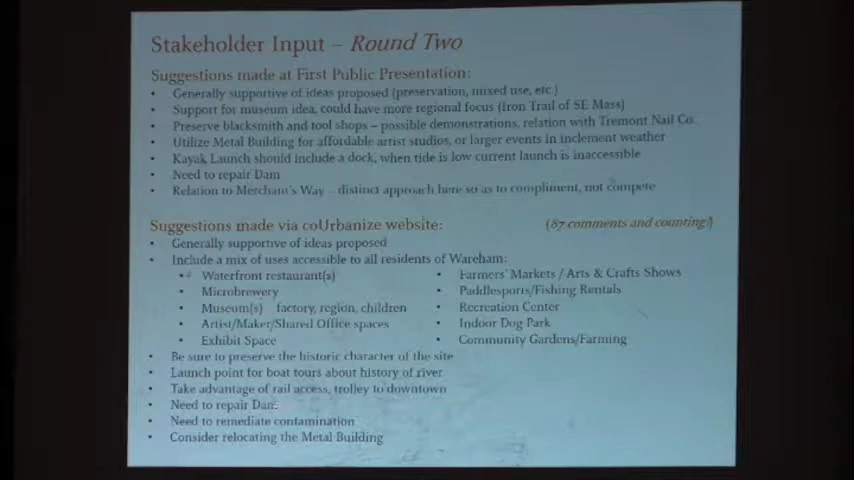 Stakeholder Input – Round Two
Suggestions made at First Public Presentation:
• Generally supportive of ideas proposed (preservation, mixed use, etc.)
• Support for museum idea, could have more regional focus (Iron Trail of SE Mass)
• Preserve blacksmith and tool shops – possible demonstrations, relation with Tremont Nail Co.
• Utilize Metal Building for affordable artist studios, or larger events in inclement weather
• Kayak Launch should include a dock, when tide is low current launch is inaccessible
• Need to repair Dam
• Relation to Merchant's Way – distinct approach here so as to compliment, not compete
Suggestions made via coUrbanize website: (87 comments and counting!)
• Generally supportive of ideas proposed
• Include a mix of uses accessible to all residents of Wareham:
• Waterfront restaurant(s)
• Microbrewery
• Museum(s) factory, region, children
• Artist/Maker/Shared Office spaces
• Exhibit Space
• Farmers' Markets / Arts & Crafts Shows
• Paddlesports/Fishing Rentals
• Recreation Center
• Indoor Dog Park
• Community Gardens/Farming
• Be sure to preserve the historic character of the site
• Launch point for boat tours about history of river
• Take advantage of rail access, trolley to downtown
• Need to repair Dam
• Need to remediate contamination
• Consider relocating the Metal Building